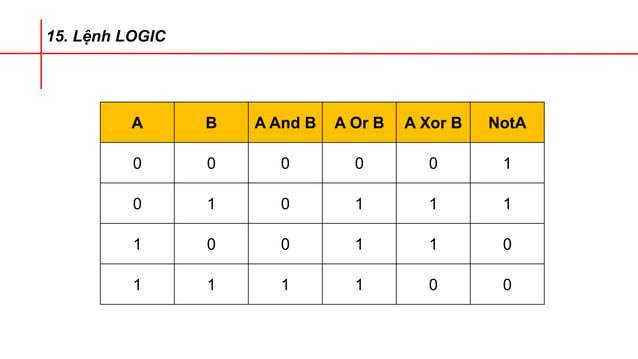 15. Lệnh LOGIC
A B A And B A Or B A Xor B NotA
0 0 0 0 0 1
0 1 0 1 1 1
1 0 0 1 1 0
1 1 1 1 0 0